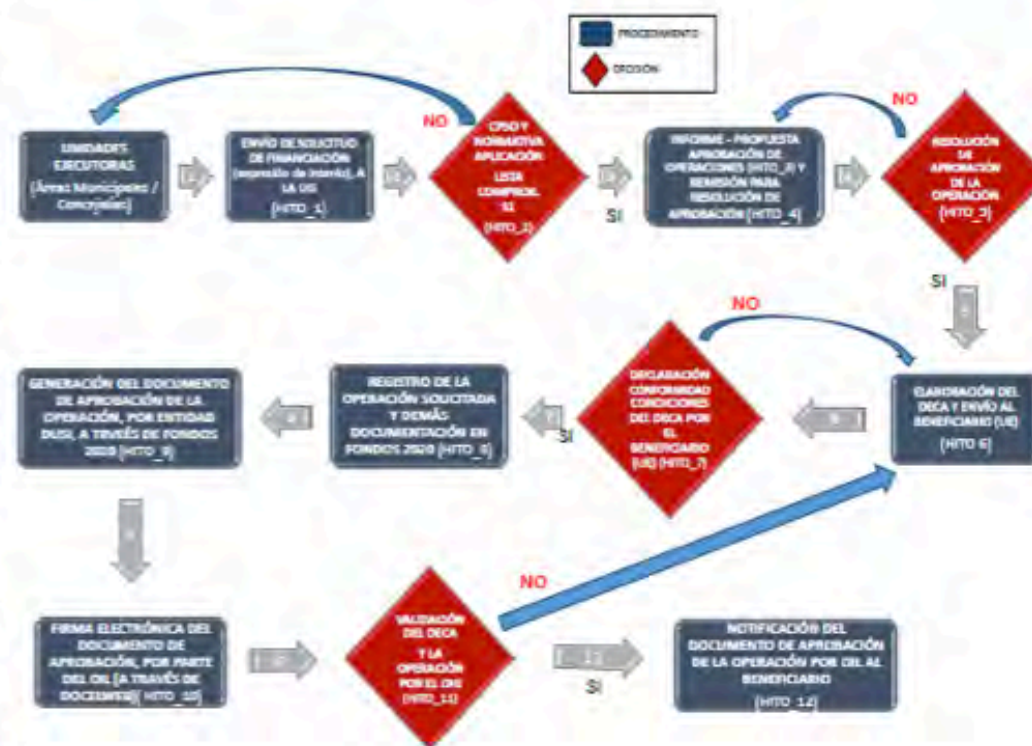 PROCEDIMIENTO
DECISIÓN
UNIDADES
EJECUTORAS
(Áreas Municipales /
Concejalías)
ENVÍO DE SOLICITUD
DE FINANCIACIÓN
(expresión de interés), A
LA UG
(HITO_1)
NO
CPSO Y
NORMATIVA
APLICACIÓN
LISTA
COMPROB.
S1
(HITO_2)
SI
INFORME - PROPUESTA
APROBACIÓN DE
OPERACIONES (HITO_3) Y
REMISIÓN PARA
RESOLUCIÓN DE
APROBACIÓN (HITO_4)
NO
RESOLUCIÓN
DE
APROBACIÓN
DE LA
OPERACIÓN
SI
ELABORACIÓN DEL
DECA Y ENVÍO AL
BENEFICIARIO (UE)
(HITO 6)
NO
DECLARACIÓN
CONFORMIDAD
CONDICIONES
DEL DECA POR
EL
BENEFICIARIO
(UE) (HITO_7)
SI
REGISTRO DE LA
OPERACIÓN SOLICITADA
Y DEMÁS
DOCUMENTACIÓN EN
FONDOS 2020 (HITO_8)
GENERACIÓN DEL DOCUMENTO
DE APROBACIÓN DE LA
OPERACIÓN, POR ENTIDAD
DUSI, A TRAVÉS DE FONDOS
2020 (HITO_9)
FIRMA ELECTRÓNICA DEL
DOCUMENTO DE
APROBACIÓN, POR PARTE
DEL OIL (A TRAVÉS DE
DOCELWEB)( HITO_10)
NO
VALIDACIÓN
DEL DECA
Y LA
OPERACIÓN
POR EL OIG
(HITO_11)
11
SI
NOTIFICACIÓN DEL
DOCUMENTO DE APROBACIÓN
DE LA OPERACIÓN POR OIL AL
BENEFICIARIO
(HITO_12)